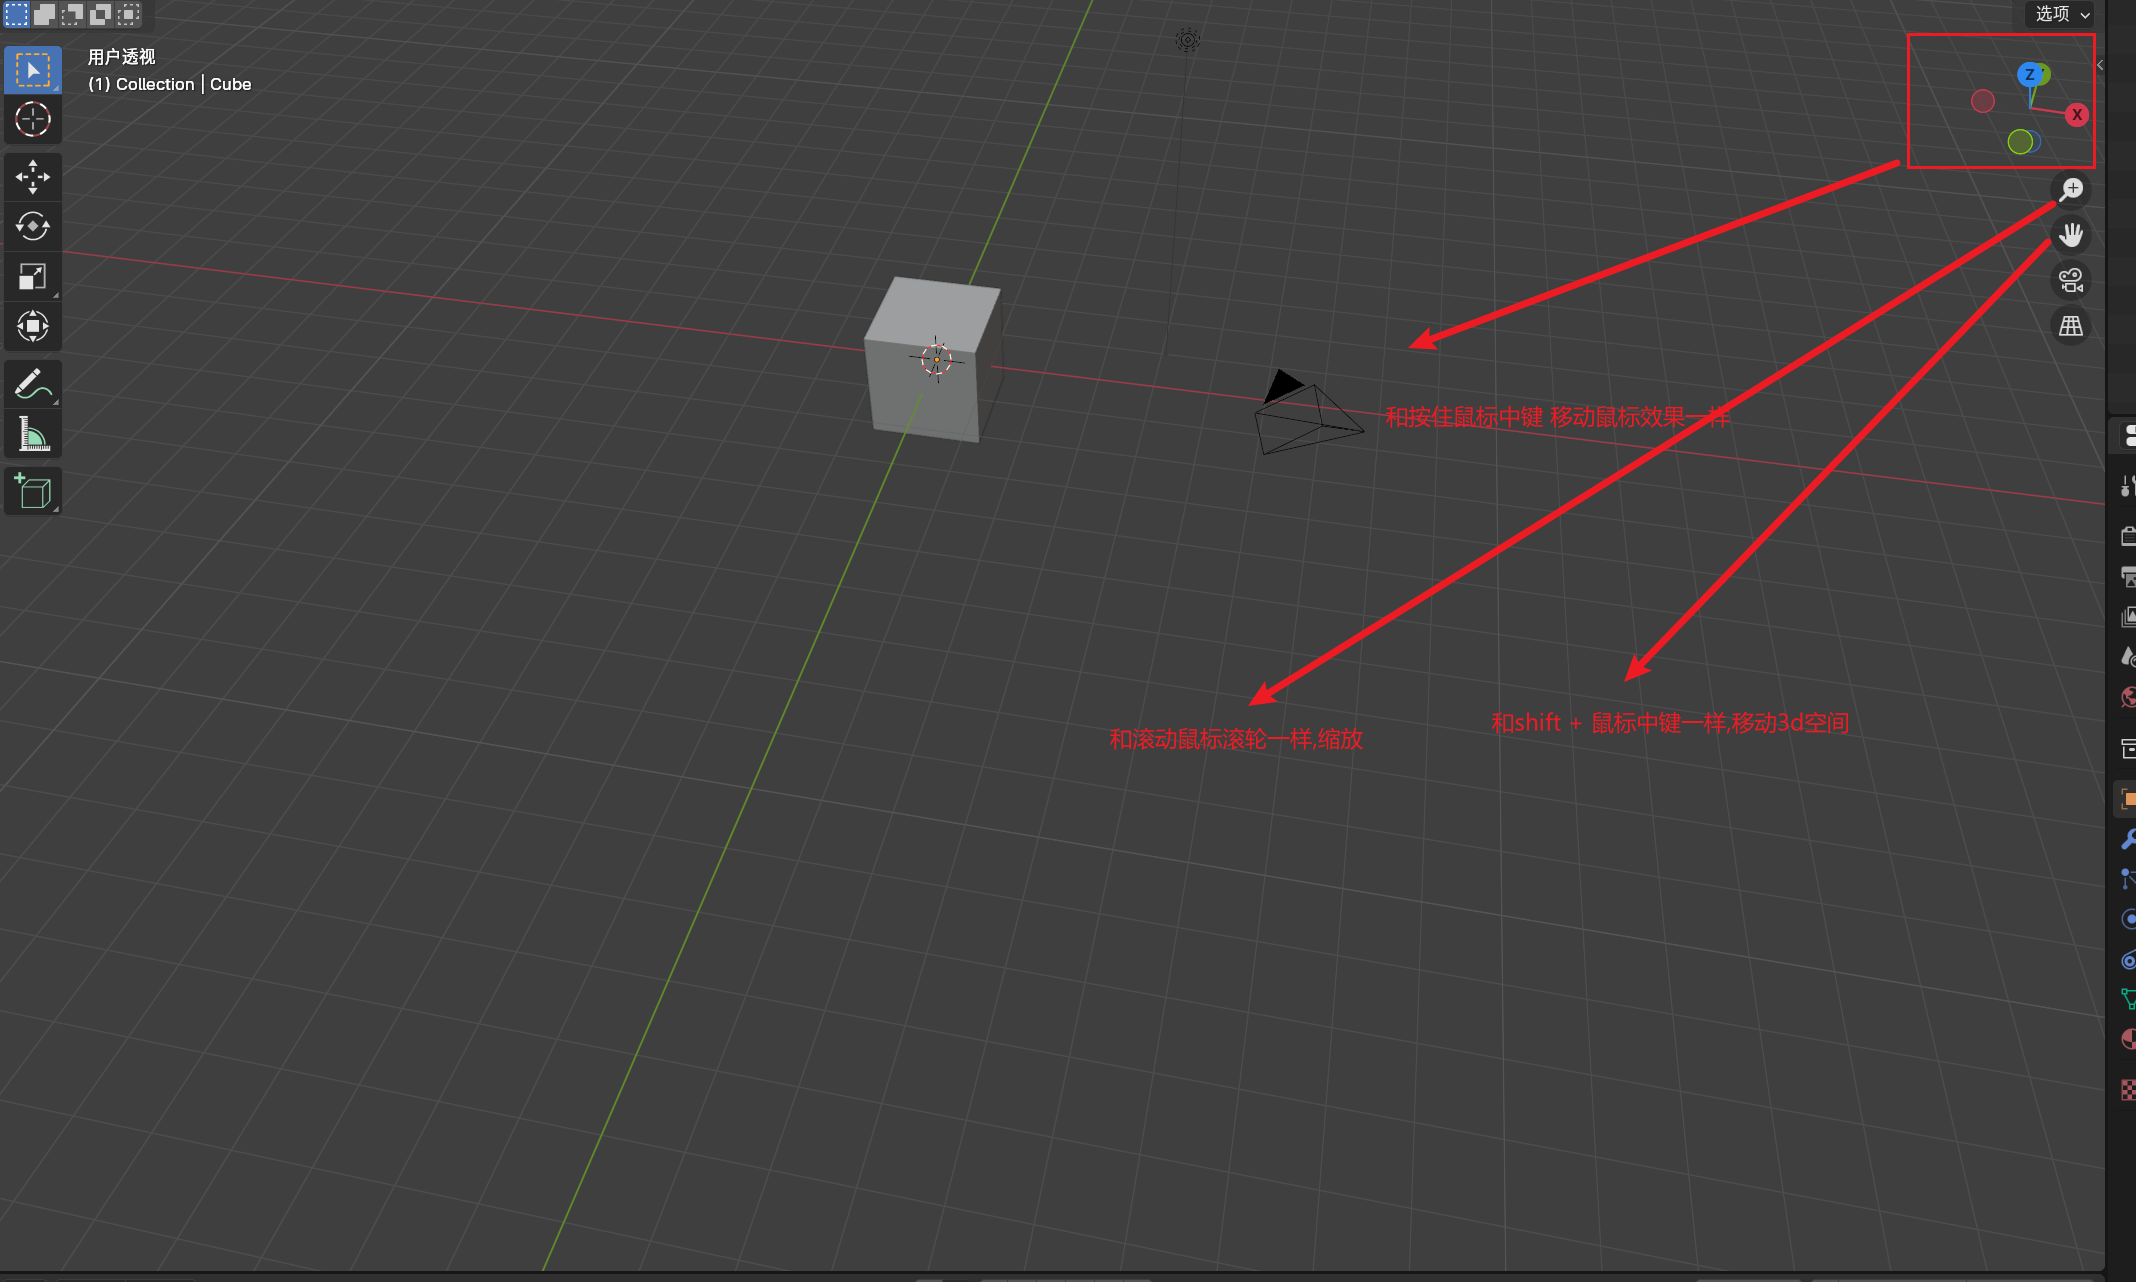 选项
用户透视
(1) Collection | Cube
Z
X
和按住鼠标中键 移动鼠标效果一样
和shift + 鼠标中键一样,移动3d空间
和滚动鼠标滚轮一样,缩放